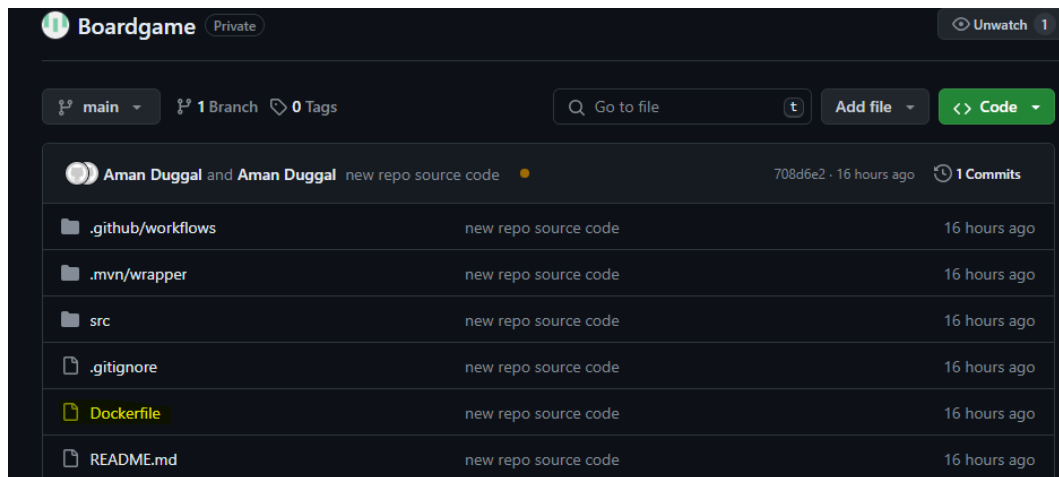 Boardgame Private Unwatch 1
main 1 Branch 0 Tags Go to file t Add file <> Code
Aman Duggal and Aman Duggal new repo source code 708d6e2 · 16 hours ago 1 Commits
.github/workflows new repo source code 16 hours ago
.mvn/wrapper new repo source code 16 hours ago
src new repo source code 16 hours ago
.gitignore new repo source code 16 hours ago
Dockerfile new repo source code 16 hours ago
README.md new repo source code 16 hours ago